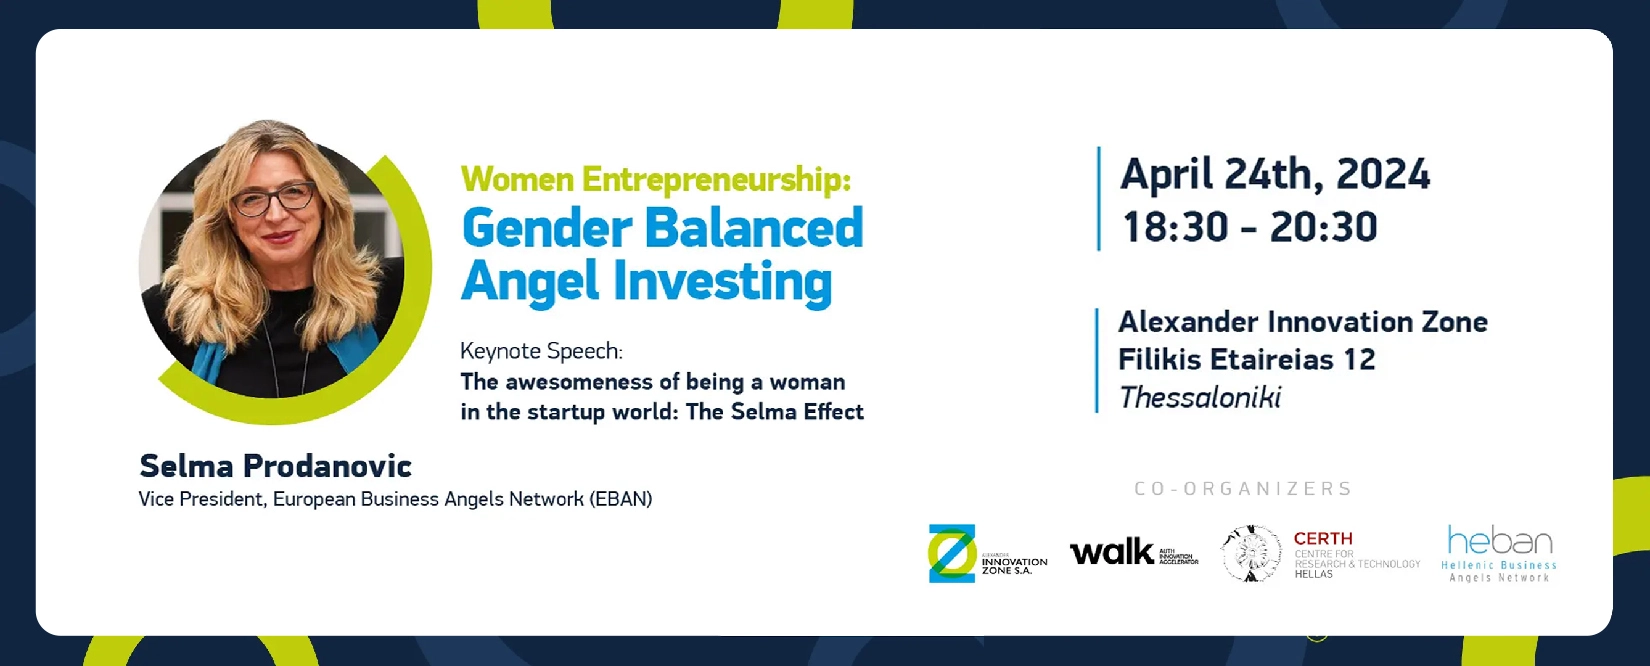 Women Entrepreneurship:
Gender Balanced
Angel Investing
Keynote Speech:
The awesomeness of being a woman
in the startup world: The Selma Effect
Selma Prodanovic
Vice President, European Business Angels Network (EBAN)
April 24th, 2024
18:30 - 20:30
Alexander Innovation Zone
Filikis Etaireias 12
Thessaloniki
CO-ORGANIZERS
ALEXANDER
INNOVATION
ZONE S.A.
walk
AUTH
INNOVATION
ACCELERATOR
CERTH
CENTRE FOR
RESEARCH & TECHNOLOGY
HELLAS
heban
Hellenic Business
Angels Network